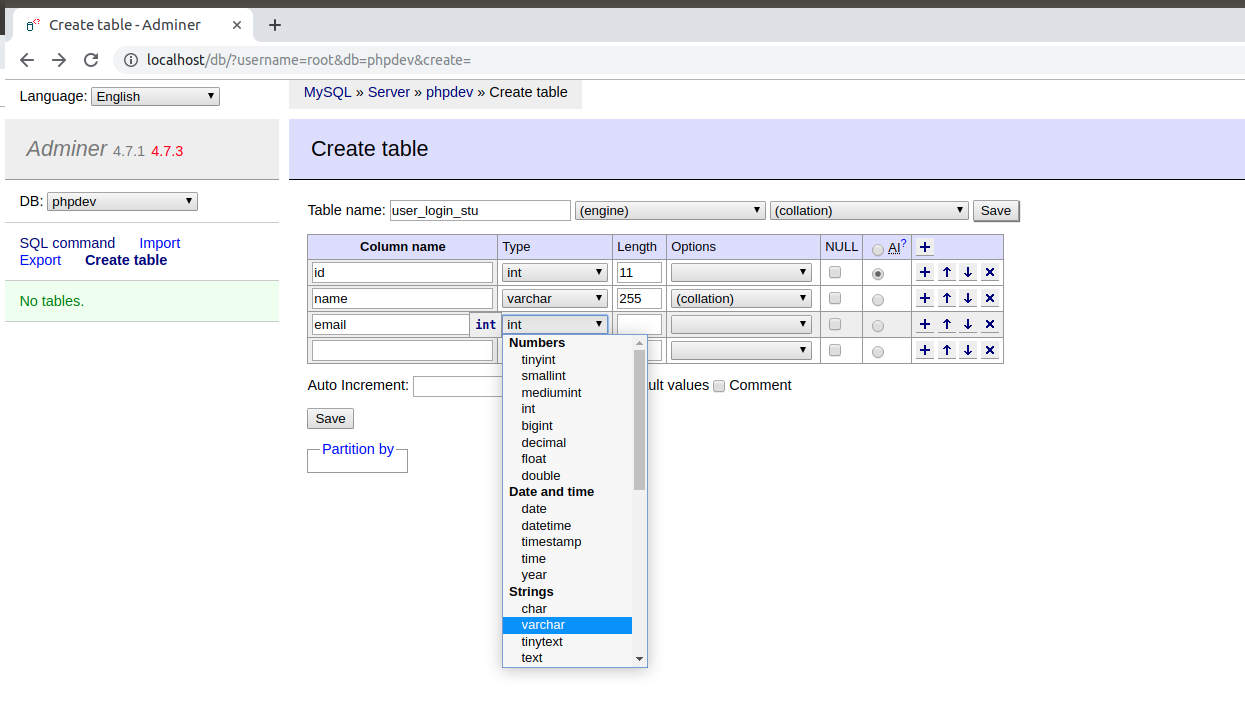 Create table - Adminer
localhost/db/?username=root&db=phpdev&create=
Language: English
MySQL » Server » phpdev » Create table
Adminer 4.7.1 4.7.3
Create table
DB: phpdev
SQL command Import
Export Create table
No tables.
Table name: user_login_stu (engine) (collation) Save
Column name Type Length Options NULL AI?
id int 11
name varchar 255 (collation)
email int int
Auto Increment: ult values Comment
Save
Partition by
Numbers
tinyint
smallint
mediumint
int
bigint
decimal
float
double
Date and time
date
datetime
timestamp
time
year
Strings
char
varchar
tinytext
text